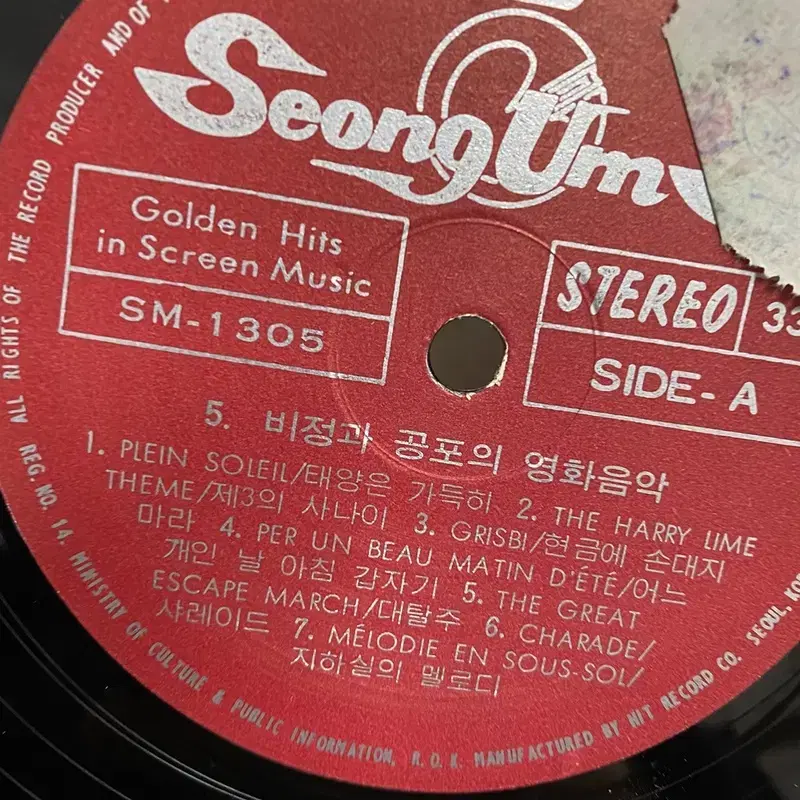 Seong Um
Golden Hits
in Screen Music
SM-1305
STEREO 33
SIDE-A
5. 비정과 공포의 영화음악
1. PLEIN SOLEIL/태양은 가득히 2. THE HARRY LIME
THEME/제3의 사나이 3. GRISBI/현금에 손대지
마라 4. PER UN BEAU MATIN D'ÉTÉ/어느
개인 날 아침 갑자기 5. THE GREAT
ESCAPE MARCH/대탈주 6. CHARADE/
샤레이드 7. MÉLODIE EN SOUS-SOL/
지하실의 멜로디
ALL RIGHTS OF THE RECORD PRODUCER AND OF
REG. NO. 14. MINISTRY OF CULTURE & PUBLIC INFORMATION, R.O.K. MANUFACTURED BY HIT RECORD CO. SEOUL, KO